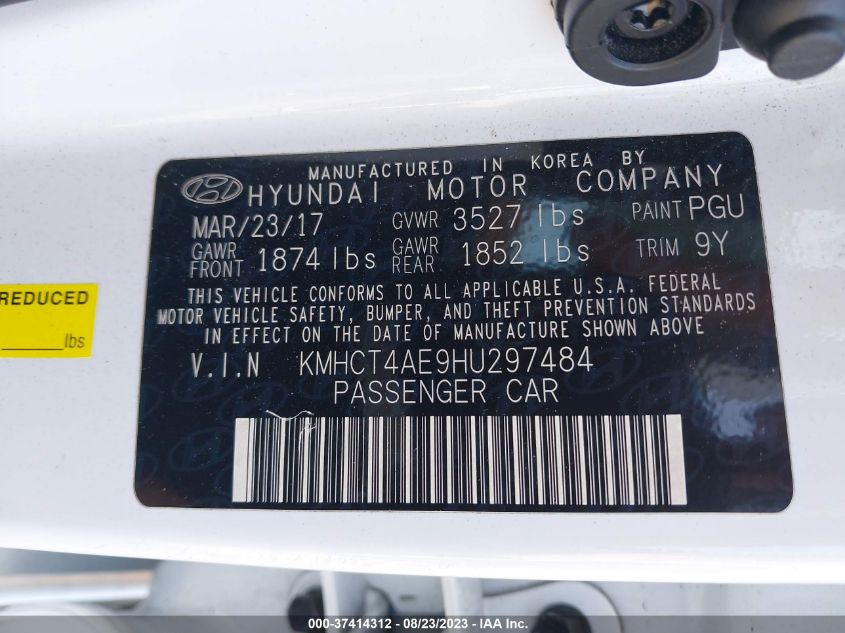 MANUFACTURED IN KOREA BY
HYUNDAI MOTOR COMPANY
MAR/23/17 GVWR 3527 lbs PAINT PGU
GAWR FRONT 1874 lbs GAWR REAR 1852 lbs TRIM 9Y
THIS VEHICLE CONFORMS TO ALL APPLICABLE U.S.A. FEDERAL
MOTOR VEHICLE SAFETY, BUMPER, AND THEFT PREVENTION STANDARDS
IN EFFECT ON THE DATE OF MANUFACTURE SHOWN ABOVE
V.I.N KMHCT4AE9HU297484
PASSENGER CAR
REDUCED
lbs
000-37414312 - 08/23/2023 - Copyright © IAA, Inc.